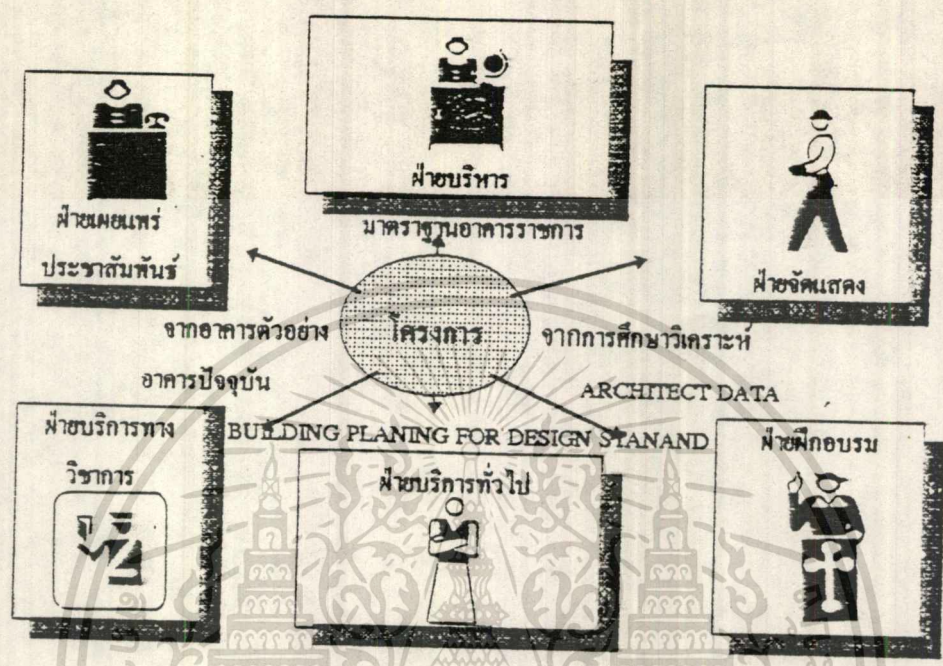 ฝ่ายบริหาร
ฝ่ายเผยแพร่
ประชาสัมพันธ์
ฝ่ายจัดแสดง
มาตราฐานอาคารราชการ
โครงการ
จากอาคารตัวอย่าง
จากการศึกษาวิเคราะห์
อาคารปัจจุบัน
ARCHITECT DATA
BUILDING PLANING FOR DESIGN STANAND
ฝ่ายบริการทาง
วิชาการ
ฝ่ายบริการทั่วไป
ฝ่ายฝึกอบรม